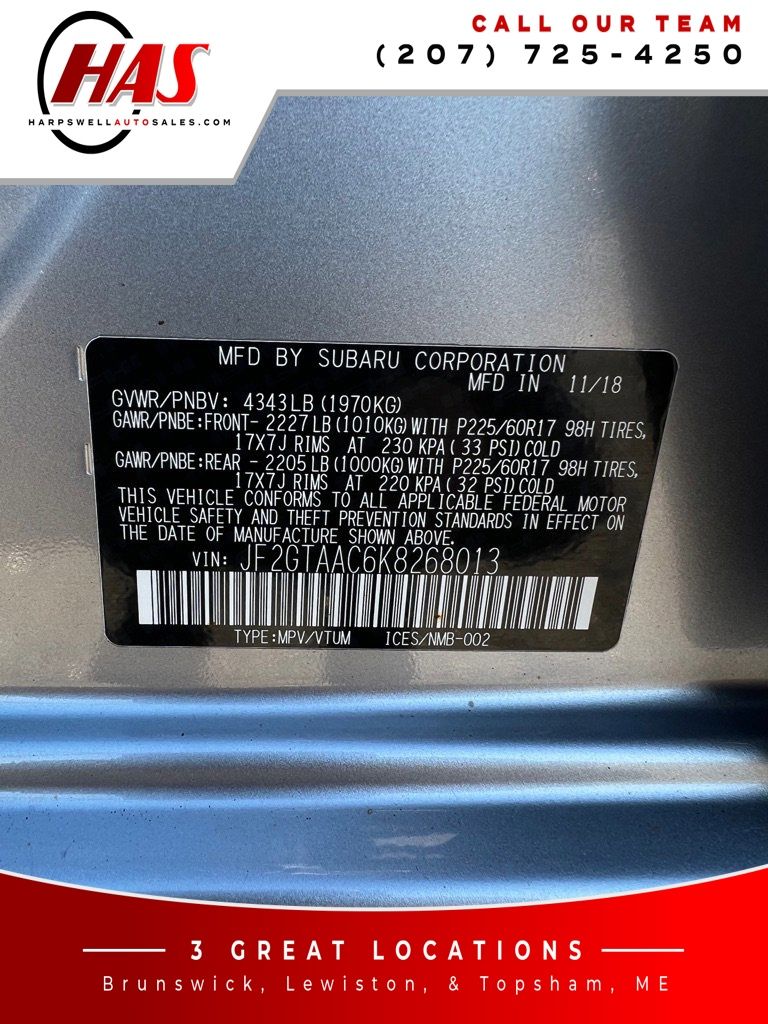 HAS
HARPSWELLAUTOSALES.COM
CALL OUR TEAM
(207) 725-4250
MFD BY SUBARU CORPORATION
MFD IN 11/18
GVWR/PNBV: 4343LB (1970KG)
GAWR/PNBE:FRONT- 2227LB (1010KG) WITH P225/60R17 98H TIRES,
17X7J RIMS AT 230 KPA( 33 PSI) COLD
GAWR/PNBE:REAR - 2205LB (1000KG) WITH P225/60R17 98H TIRES,
17X7J RIMS AT 220 KPA( 32 PSI) COLD
THIS VEHICLE CONFORMS TO ALL APPLICABLE FEDERAL MOTOR
VEHICLE SAFETY AND THEFT PREVENTION STANDARDS IN EFFECT ON
THE DATE OF MANUFACTURE SHOWN ABOVE.
VIN: JF2GTAAC6K8268013
TYPE:MPV/VTUM ICES/NMB-002
3 GREAT LOCATIONS
Brunswick, Lewiston, & Topsham, ME